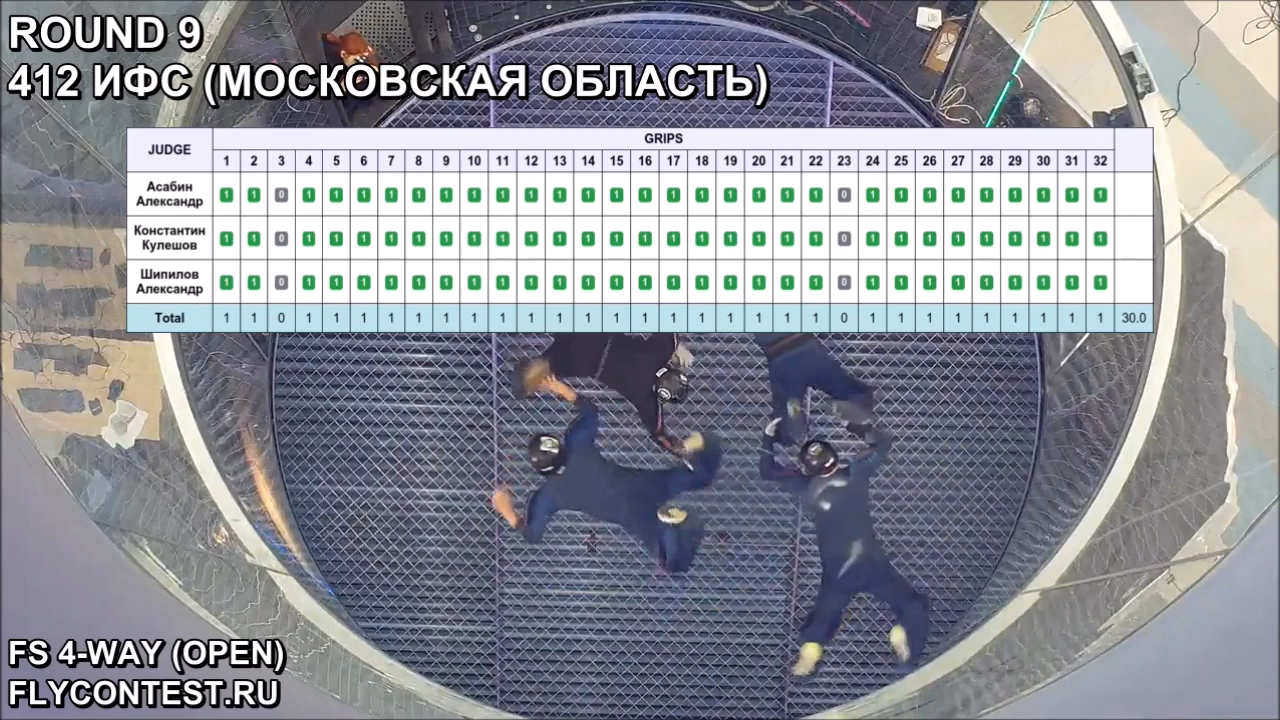 ROUND 9
412 ИФС (МОСКОВСКАЯ ОБЛАСТЬ)
JUDGE GRIPS
1 2 3 4 5 6 7 8 9 10 11 12 13 14 15 16 17 18 19 20 21 22 23 24 25 26 27 28 29 30 31 32
Асабин Александр 1 1 0 1 1 1 1 1 1 1 1 1 1 1 1 1 1 1 1 1 1 1 0 1 1 1 1 1 1 1 1 1
Константин Кулешов 1 1 0 1 1 1 1 1 1 1 1 1 1 1 1 1 1 1 1 1 1 1 0 1 1 1 1 1 1 1 1 1
Шипилов Александр 1 1 0 1 1 1 1 1 1 1 1 1 1 1 1 1 1 1 1 1 1 1 0 1 1 1 1 1 1 1 1 1
Total 1 1 0 1 1 1 1 1 1 1 1 1 1 1 1 1 1 1 1 1 1 1 0 1 1 1 1 1 1 1 1 1 30.0
FS 4-WAY (OPEN)
FLYCONTEST.RU